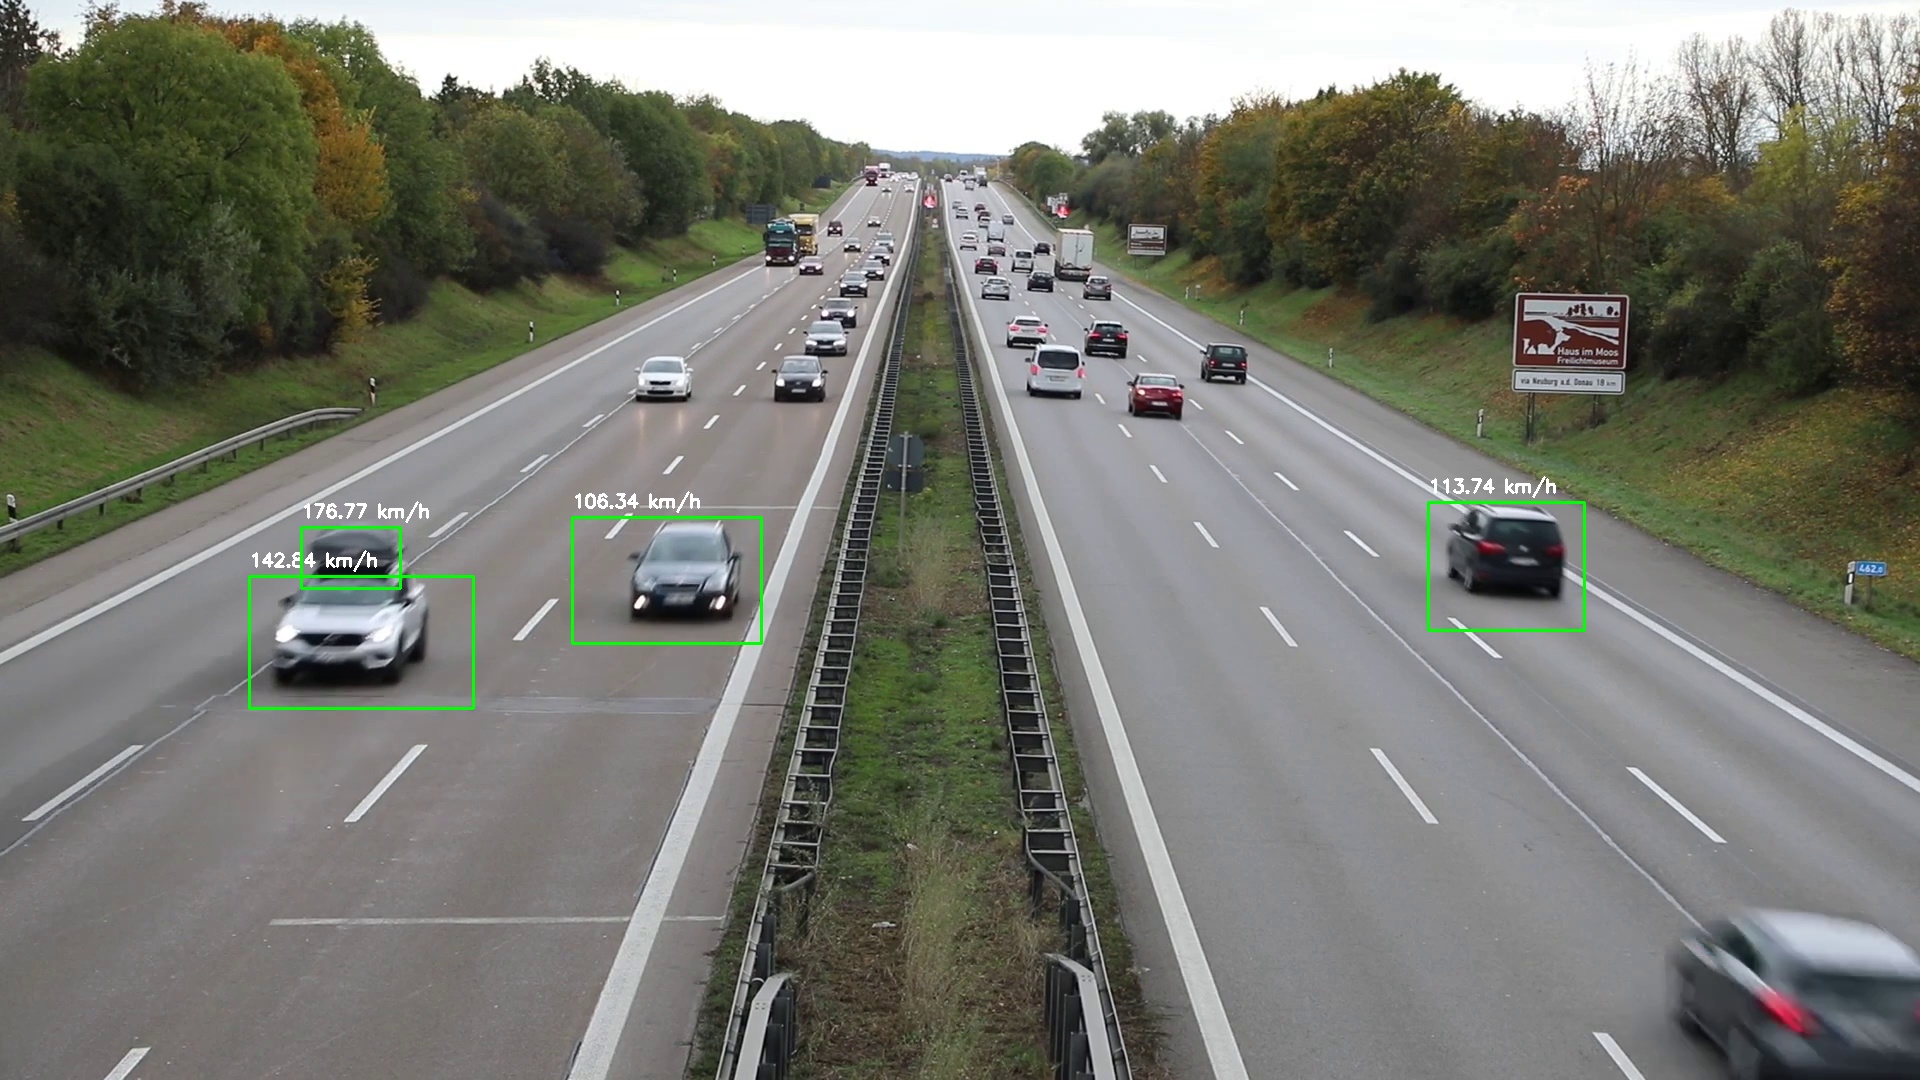 Haus im Moos
Freilichtmuseum
via Neuburg a.d. Donau 18 km
113.74 km/h
106.34 km/h
176.77 km/h
142.84 km/h
462,0